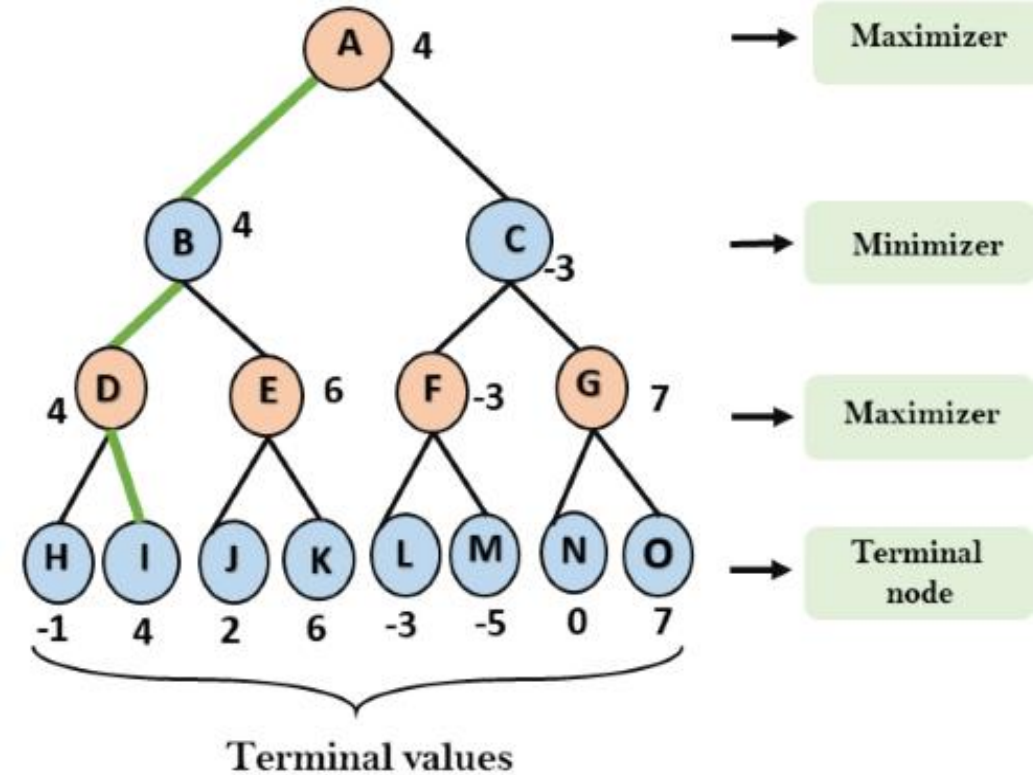 A 4
Maximizer
B 4
C
-3
Minimizer
D
4
E 6
F -3
G 7
Maximizer
H I J K L M N O
Terminal
node
-1 4 2 6 -3 -5 0 7
Terminal values